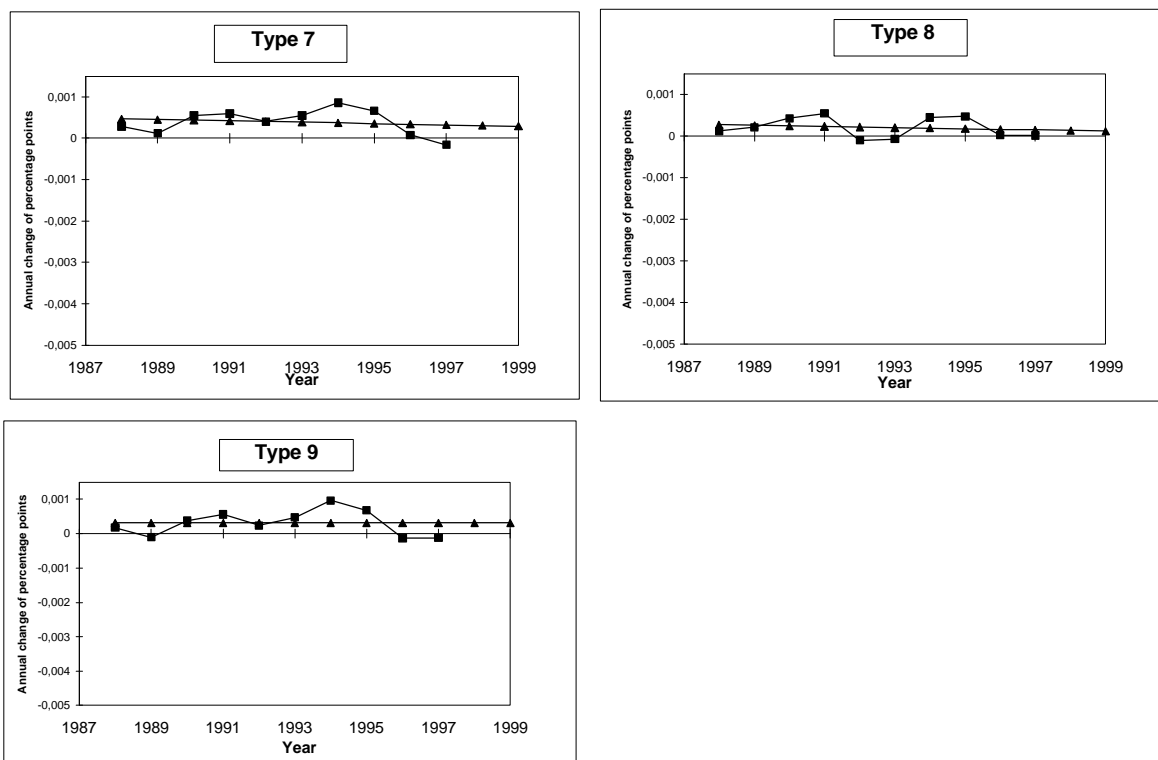 Type 7
Annual change of percentage points
0,001
0
-0,001
-0,002
-0,003
-0,004
-0,005
1987 1989 1991 1993 1995 1997 1999
Year
Type 8
Annual change of percentage points
0,001
0
-0,001
-0,002
-0,003
-0,004
-0,005
1987 1989 1991 1993 1995 1997 1999
Year
Type 9
Annual change of percentage points
0,001
0
-0,001
-0,002
-0,003
-0,004
-0,005
1987 1989 1991 1993 1995 1997 1999
Year